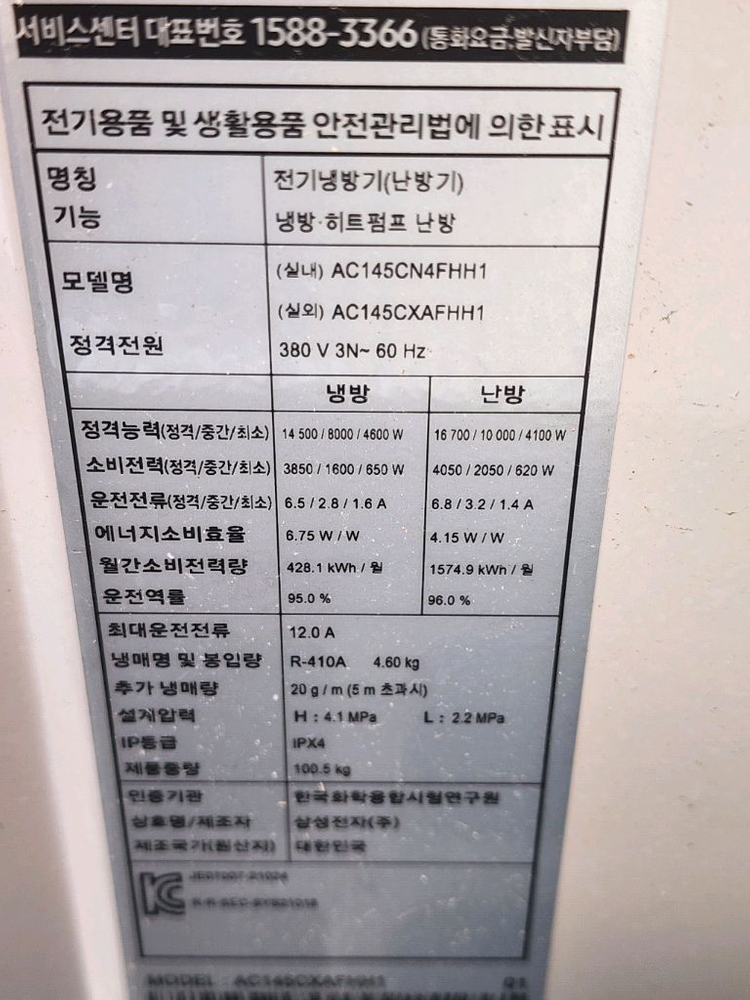 서비스센터 대표번호 1588-3366 (통화요금,발신자부담)
전기용품 및 생활용품 안전관리법에 의한 표시
명칭 전기냉방기(난방기)
기능 냉방·히트펌프 난방
모델명 (실내) AC145CN4FHH1
(실외) AC145CXAFHH1
정격전원 380 V 3N~ 60 Hz
냉방 난방
정격능력(정격/중간/최소) 14 500 / 8000 / 4600 W 16 700 / 10 000 / 4100 W
소비전력(정격/중간/최소) 3850 / 1600 / 650 W 4050 / 2050 / 620 W
운전전류(정격/중간/최소) 6.5 / 2.8 / 1.6 A 6.8 / 3.2 / 1.4 A
에너지소비효율 6.75 W / W 4.15 W / W
월간소비전력량 428.1 kWh / 월 1574.9 kWh / 월
운전역률 95.0 % 96.0 %
최대운전전류 12.0 A
냉매명 및 봉입량 R-410A 4.60 kg
추가 냉매량 20 g / m (5 m 초과시)
설계압력 H : 4.1 MPa L : 2.2 MPa
IP등급 IPX4
제품중량 100.5 kg
인증기관 한국화학융합시험연구원
상호명/제조자 삼성전자(주)
제조국가(원산지) 대한민국
MODEL : AC145CXAFHH1